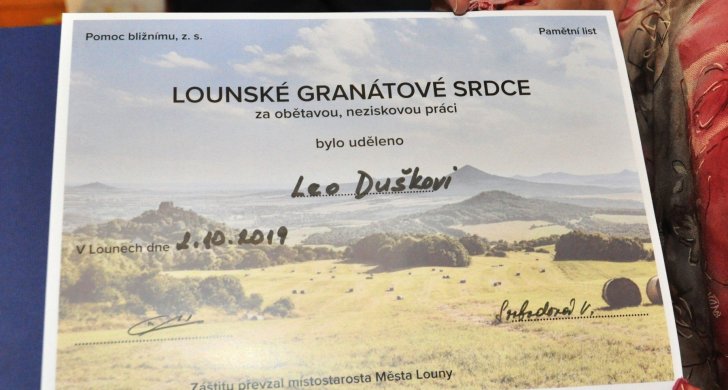 Pomoc bližnímu, z. s.
Pamětní list
LOUNSKÉ GRANÁTOVÉ SRDCE
za obětavou, neziskovou práci
bylo uděleno
Leo Duškovi
V Lounech dne 2.10.2019
Záštitu převzal místostarosta Města Louny